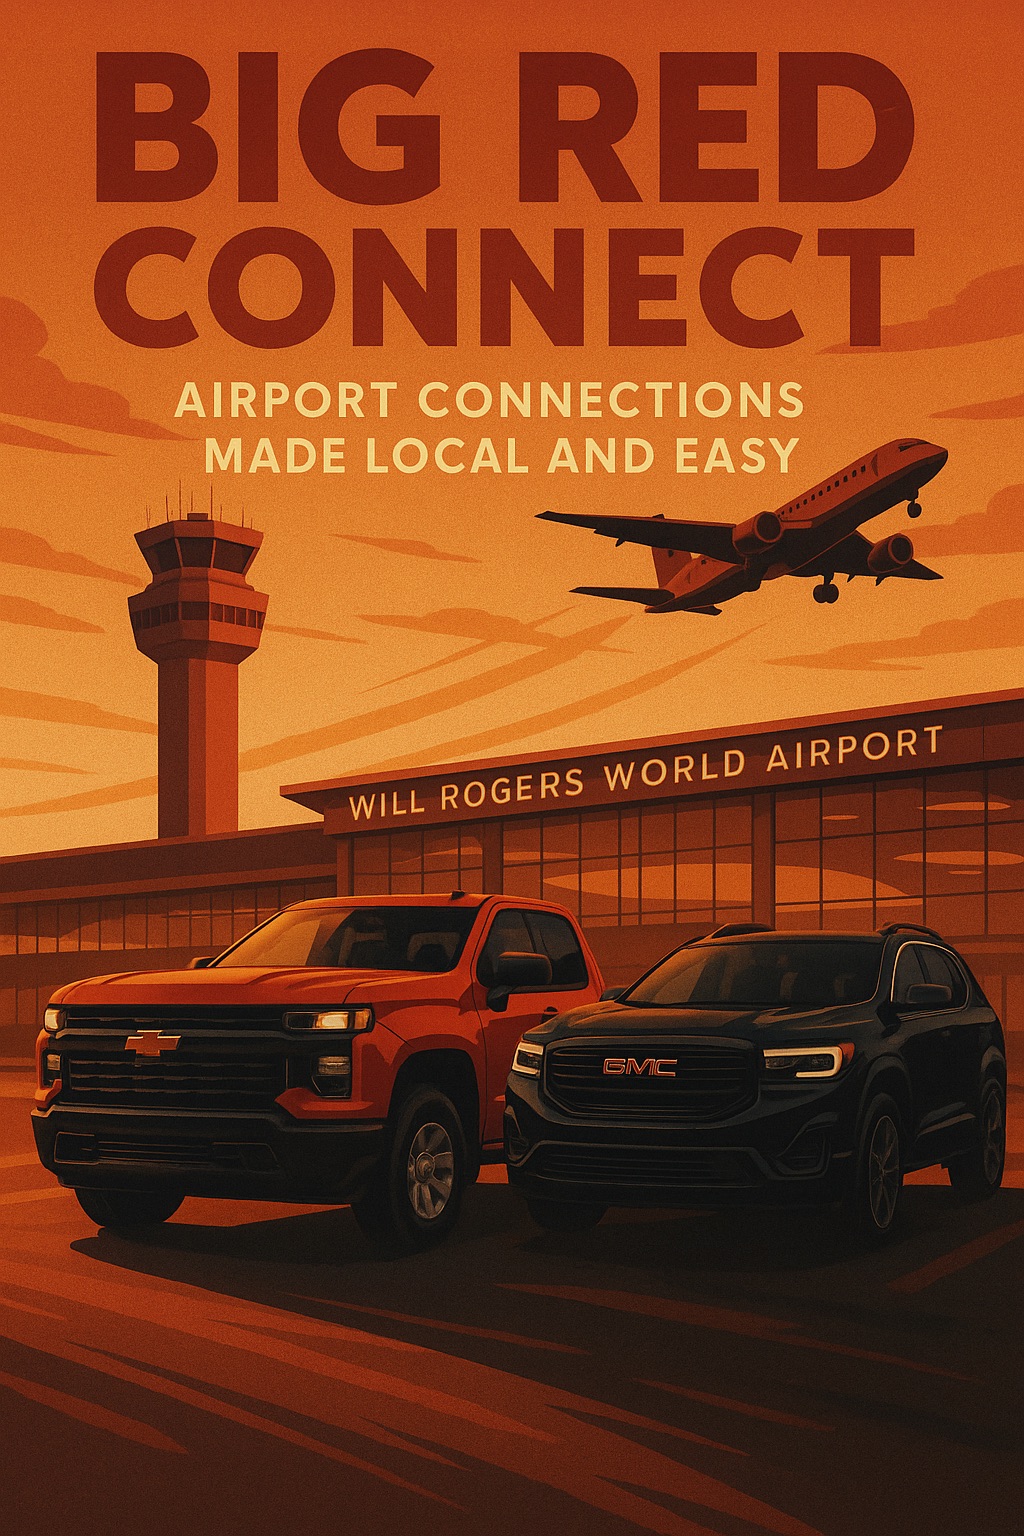 BIG RED
CONNECT
AIRPORT CONNECTIONS
MADE LOCAL AND EASY
WILL ROGERS WORLD AIRPORT
GMC